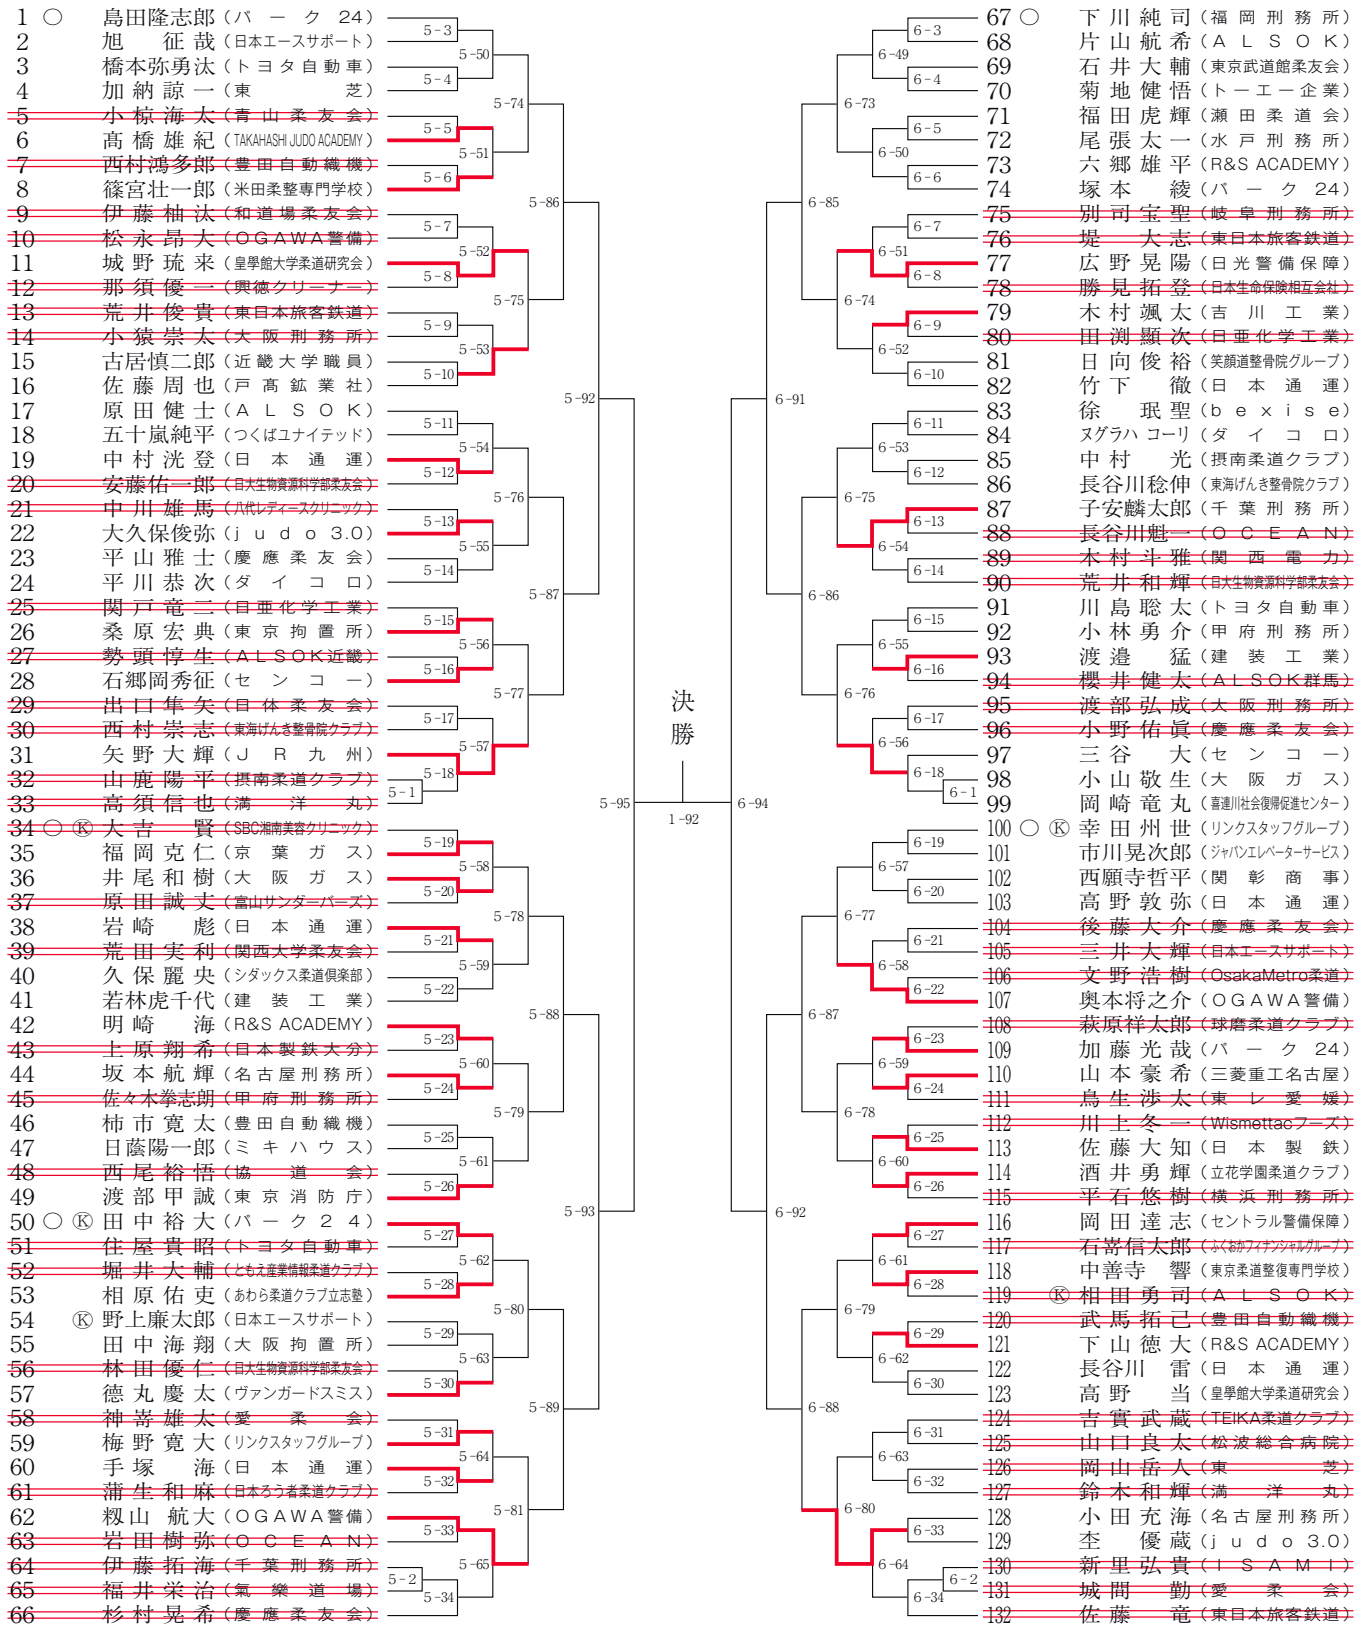 1 ○ 島田隆志郎 (パーク24)
2 旭 征哉 (日本エースサポート)
3 橋本弥勇汰 (トヨタ自動車)
4 加納諒一 (東芝)
5 小椋海太 (青山柔友会)
6 髙橋雄紀 (TAKAHASHI JUDO ACADEMY)
7 西村鴻多郎 (豊田自動織機)
8 篠宮壮一郎 (米田柔整専門学校)
9 伊藤柚汰 (和道場柔友会)
10 松永昂大 (OGAWA警備)
11 城野琉来 (皇學館大学柔道研究会)
12 那須優一 (興徳クリーナー)
13 荒井俊貴 (東日本旅客鉄道)
14 小猿崇太 (大阪刑務所)
15 古居慎二郎 (近畿大学職員)
16 佐藤周也 (戸髙鉱業社)
17 原田健士 (ALSOK)
18 五十嵐純平 (つくばユナイテッド)
19 中村洸登 (日本通運)
20 安藤佑一郎 (日大生物資源科学部柔友会)
21 中川雄馬 (八代レディースクリニック)
22 大久保俊弥 (judo3.0)
23 平山雅士 (慶應柔友会)
24 平川恭次 (ダイコロ)
25 関戸竜二 (日亜化学工業)
26 桑原宏典 (東京拘置所)
27 勢頭惇生 (ALSOK近畿)
28 石郷岡秀征 (センコー)
29 出口隼矢 (日体柔友会)
30 西村崇志 (東海げんき整骨院クラブ)
31 矢野大輝 (JR九州)
32 山鹿陽平 (摂南柔道クラブ)
33 高須信也 (満洋丸)
34 ○ Ⓚ 大吉 賢 (SBC湘南美容クリニック)
35 福岡克仁 (京葉ガス)
36 井尾和樹 (大阪ガス)
37 原田誠丈 (富山サンダーバーズ)
38 岩崎 彪 (日本通運)
39 荒田実利 (関西大学柔友会)
40 久保麗央 (シダックス柔道倶楽部)
41 若林虎千代 (建装工業)
42 明崎 海 (R&S ACADEMY)
43 上原翔希 (日本製鉄大分)
44 坂本航輝 (名古屋刑務所)
45 佐々木拳志朗 (甲府刑務所)
46 柿市寛太 (豊田自動織機)
47 日蔭陽一郎 (ミキハウス)
48 西尾裕悟 (協道会)
49 渡部甲誠 (東京消防庁)
50 ○ Ⓚ 田中裕大 (パーク24)
51 住屋貴昭 (トヨタ自動車)
52 堀井大輔 (ともえ産業情報柔道クラブ)
53 相原佑吏 (あわら柔道クラブ立志塾)
54 Ⓚ 野上廉太郎 (日本エースサポート)
55 田中海翔 (大阪拘置所)
56 林田優仁 (日大生物資源科学部柔友会)
57 徳丸慶太 (ヴァンガードスミス)
58 神嵜雄太 (愛柔会)
59 梅野寛大 (リンクスタッフグループ)
60 手塚 海 (日本通運)
61 蒲生和麻 (日本ろう者柔道クラブ)
62 籾山航大 (OGAWA警備)
63 岩田樹弥 (OCEAN)
64 伊藤拓海 (千葉刑務所)
65 福井栄治 (氣樂道場)
66 杉村晃希 (慶應柔友会)
5-3
5-4
5-5
5-6
5-7
5-8
5-9
5-10
5-11
5-12
5-13
5-14
5-15
5-16
5-17
5-18
5-1
5-19
5-20
5-21
5-22
5-23
5-24
5-25
5-26
5-27
5-28
5-29
5-30
5-31
5-32
5-33
5-2
5-34
5-50
5-51
5-52
5-53
5-54
5-55
5-56
5-57
5-58
5-59
5-60
5-61
5-62
5-63
5-64
5-65
5-74
5-75
5-76
5-77
5-78
5-79
5-80
5-81
5-86
5-87
5-88
5-89
5-92
5-93
5-95
決勝
1-92
6-94
6-91
6-92
6-85
6-86
6-87
6-88
6-73
6-74
6-75
6-76
6-77
6-78
6-79
6-80
6-49
6-50
6-51
6-52
6-53
6-54
6-55
6-56
6-57
6-58
6-59
6-60
6-61
6-62
6-63
6-64
6-3
6-4
6-5
6-6
6-7
6-8
6-9
6-10
6-11
6-12
6-13
6-14
6-15
6-16
6-17
6-18
6-1
6-19
6-20
6-21
6-22
6-23
6-24
6-25
6-26
6-27
6-28
6-29
6-30
6-31
6-32
6-33
6-2
6-34
67 ○ 下川純司 (福岡刑務所)
68 片山航希 (ALSOK)
69 石井大輔 (東京武道館柔友会)
70 菊地健悟 (トーエー企業)
71 福田虎輝 (瀬田柔道会)
72 尾張太一 (水戸刑務所)
73 六郷雄平 (R&S ACADEMY)
74 塚本 綾 (パーク24)
75 別司宝聖 (岐阜刑務所)
76 堤 大志 (東日本旅客鉄道)
77 広野晃陽 (日光警備保障)
78 勝見拓登 (日本生命保険相互会社)
79 木村颯太 (吉川工業)
80 田渕顕次 (日亜化学工業)
81 日向俊裕 (笑顔道整骨院グループ)
82 竹下 徹 (日本通運)
83 徐 珉聖 (bexise)
84 ヌグラハ コーリ (ダイコロ)
85 中村 光 (摂南柔道クラブ)
86 長谷川稔伸 (東海げんき整骨院クラブ)
87 子安麟太郎 (千葉刑務所)
88 長谷川魁一 (OCEAN)
89 木村斗雅 (関西電力)
90 荒井和輝 (日大生物資源科学部柔友会)
91 川島聡太 (トヨタ自動車)
92 小林勇介 (甲府刑務所)
93 渡邉 猛 (建装工業)
94 櫻井健太 (ALSOK群馬)
95 渡部弘成 (大阪刑務所)
96 小野佑眞 (慶應柔友会)
97 三谷 大 (センコー)
98 小山敬生 (大阪ガス)
99 岡崎竜丸 (喜連川社会復帰促進センター)
100 ○ Ⓚ 幸田州世 (リンクスタッフグループ)
101 市川晃次郎 (ジャパンエレベーターサービス)
102 西願寺哲平 (関彰商事)
103 高野敦弥 (日本通運)
104 後藤大介 (慶應柔友会)
105 三井大輝 (日本エースサポート)
106 文野浩樹 (OsakaMetro柔道)
107 奥本将之介 (OGAWA警備)
108 萩原祥太郎 (球磨柔道クラブ)
109 加藤光哉 (パーク24)
110 山本豪希 (三菱重工名古屋)
111 鳥生渉太 (東レ愛媛)
112 川上冬一 (Wismettacフーズ)
113 佐藤大知 (日本製鉄)
114 酒井勇輝 (立花学園柔道クラブ)
115 平石悠樹 (横浜刑務所)
116 岡田達志 (セントラル警備保障)
117 石嵜信太郎 (ふくおかフィナンシャルグループ)
118 中善寺 響 (東京柔道整復専門学校)
119 Ⓚ 相田勇司 (ALSOK)
120 武馬拓己 (豊田自動織機)
121 下山徳大 (R&S ACADEMY)
122 長谷川 雷 (日本通運)
123 高野 当 (皇學館大学柔道研究会)
124 吉實武蔵 (TEIKA柔道クラブ)
125 山口良太 (松波総合病院)
126 岡山岳人 (東芝)
127 鈴木和輝 (満洋丸)
128 小田充海 (名古屋刑務所)
129 杢 優蔵 (judo3.0)
130 新里弘貴 (ISAMI)
131 城間 勤 (愛柔会)
132 佐藤 竜 (東日本旅客鉄道)